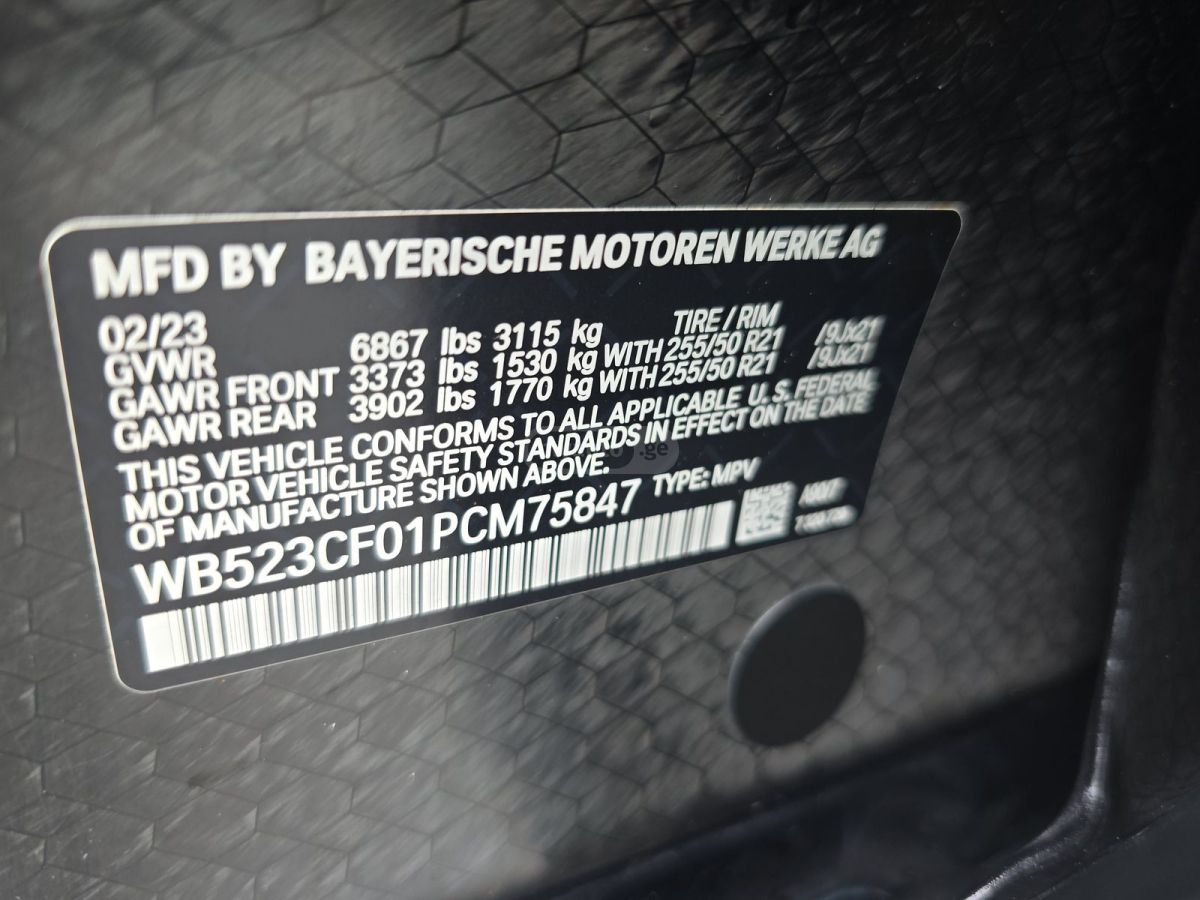 MFD BY BAYERISCHE MOTOREN WERKE AG
02/23 TIRE / RIM
GVWR 6867 lbs 3115 kg
GAWR FRONT 3373 lbs 1530 kg WITH 255/50 R21 /9Jx21
GAWR REAR 3902 lbs 1770 kg WITH 255/50 R21 /9Jx21
THIS VEHICLE CONFORMS TO ALL APPLICABLE U.S. FEDERAL
MOTOR VEHICLE SAFETY STANDARDS IN EFFECT ON THE DATE
OF MANUFACTURE SHOWN ABOVE.
WB523CF01PCM75847 TYPE: MPV
.ge